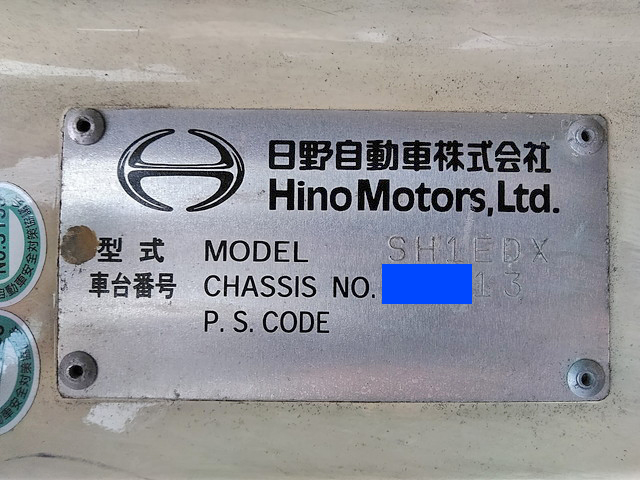 日野自動車株式会社
Hino Motors, Ltd.
型式 MODEL SH1EDX
車台番号 CHASSIS NO. 13
P. S. CODE